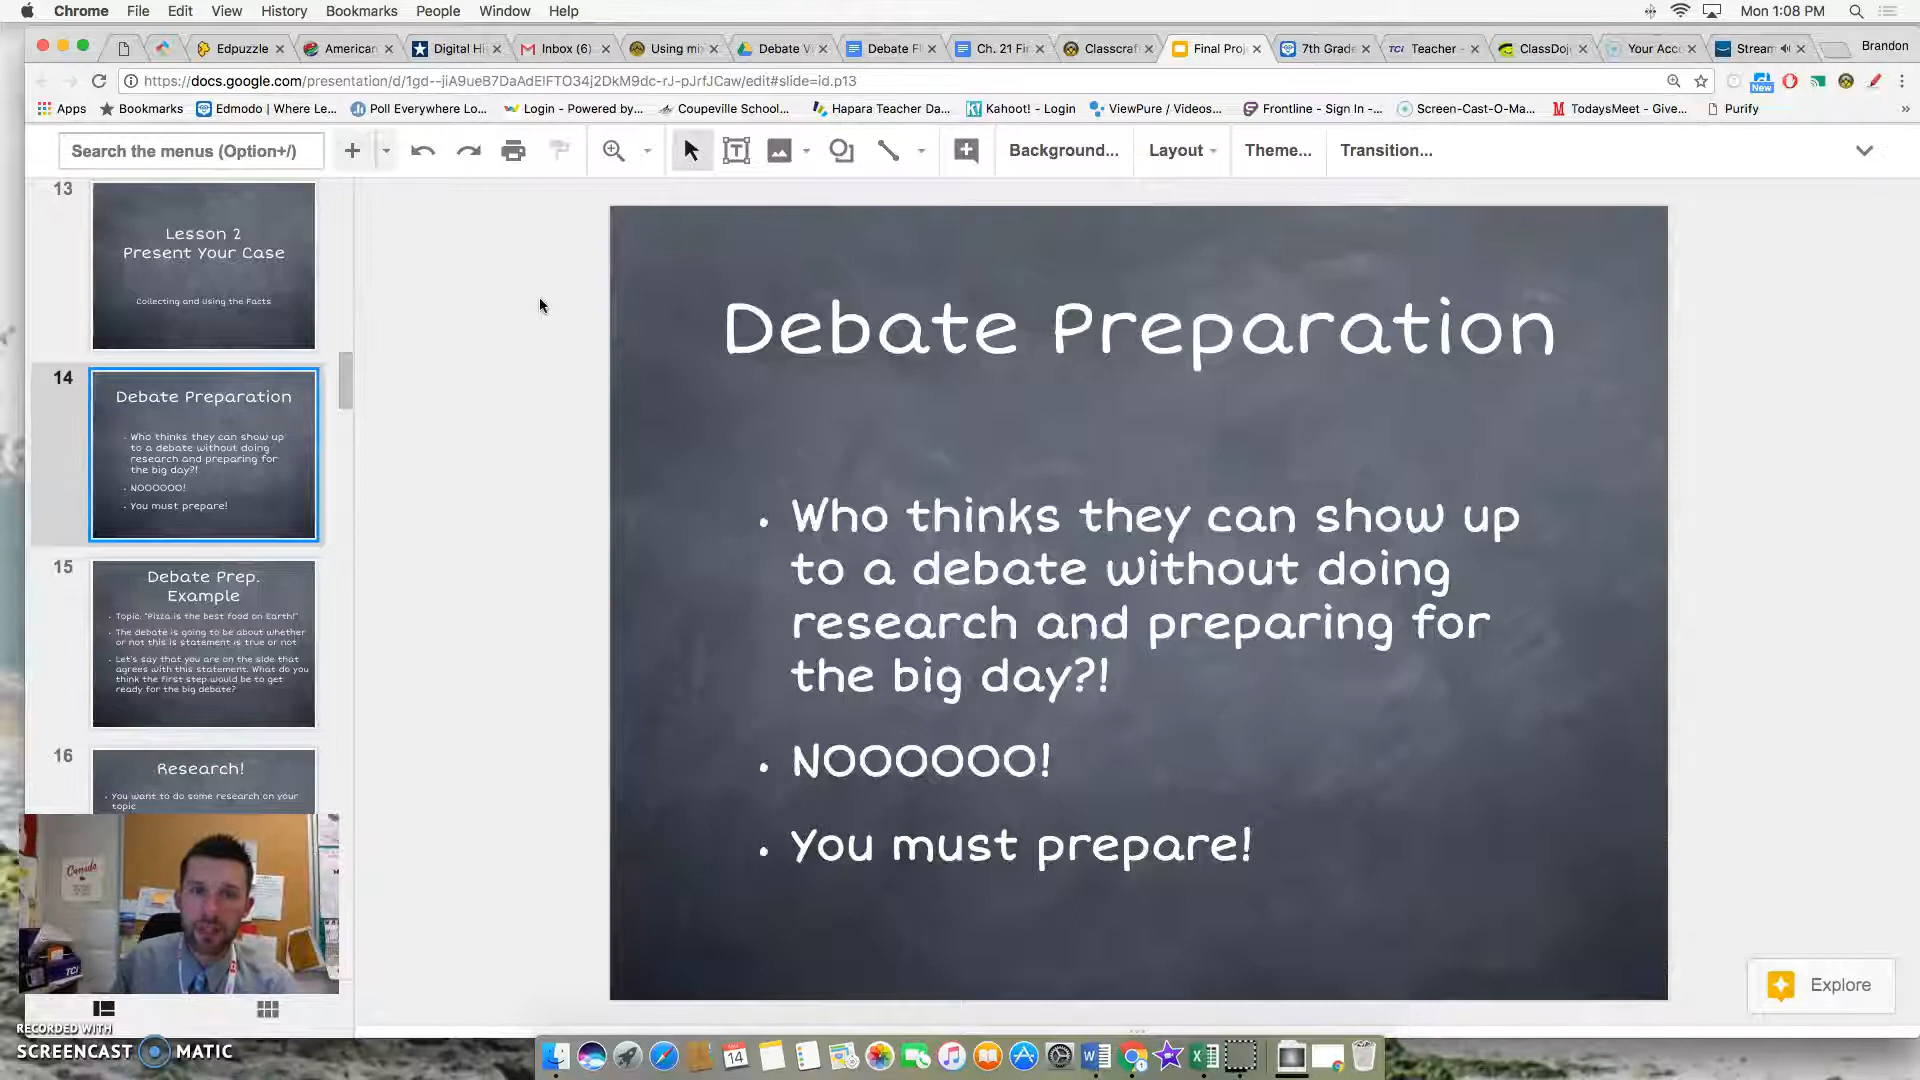 Chrome File Edit View History Bookmarks People Window Help Mon 1:08 PM
Edpuzzle American Digital Hi Inbox (6) Using mi Debate Vi Debate Fl Ch. 21 Fi Classcraf Final Proj 7th Grade TCI Teacher - ClassDoj Your Acc Stream Brandon
https://docs.google.com/presentation/d/1gd--jiA9ueB7DaAdEIFTO34j2DkM9dc-rJ-pJrfJCaw/edit#slide=id.p13
New
Apps Bookmarks Edmodo | Where Le... Poll Everywhere Lo... Login - Powered by... Coupeville School... Hapara Teacher Da... Kahoot! - Login ViewPure / Videos... Frontline - Sign In -... Screen-Cast-O-Ma... TodaysMeet - Give... Purify
Search the menus (Option+/) Background... Layout Theme... Transition...
13
Lesson 2
Present Your Case
Collecting and Using the Facts
14
Debate Preparation
• Who thinks they can show up
to a debate without doing
research and preparing for
the big day?!
• NOOOOOO!
• You must prepare!
15
Debate Prep.
Example
• Topic: "Pizza is the best food on Earth!"
• The debate is going to be about whether
or not this is statement is true or not
• Let's say that you are on the side that
agrees with this statement. What do you
think the first step would be to get
ready for the big debate?
16
Research!
• You want to do some research on your
topic
Debate Preparation
• Who thinks they can show up
to a debate without doing
research and preparing for
the big day?!
• NOOOOOO!
• You must prepare!
Explore
Canada
TCI
RECORDED WITH
SCREENCAST MATIC
14